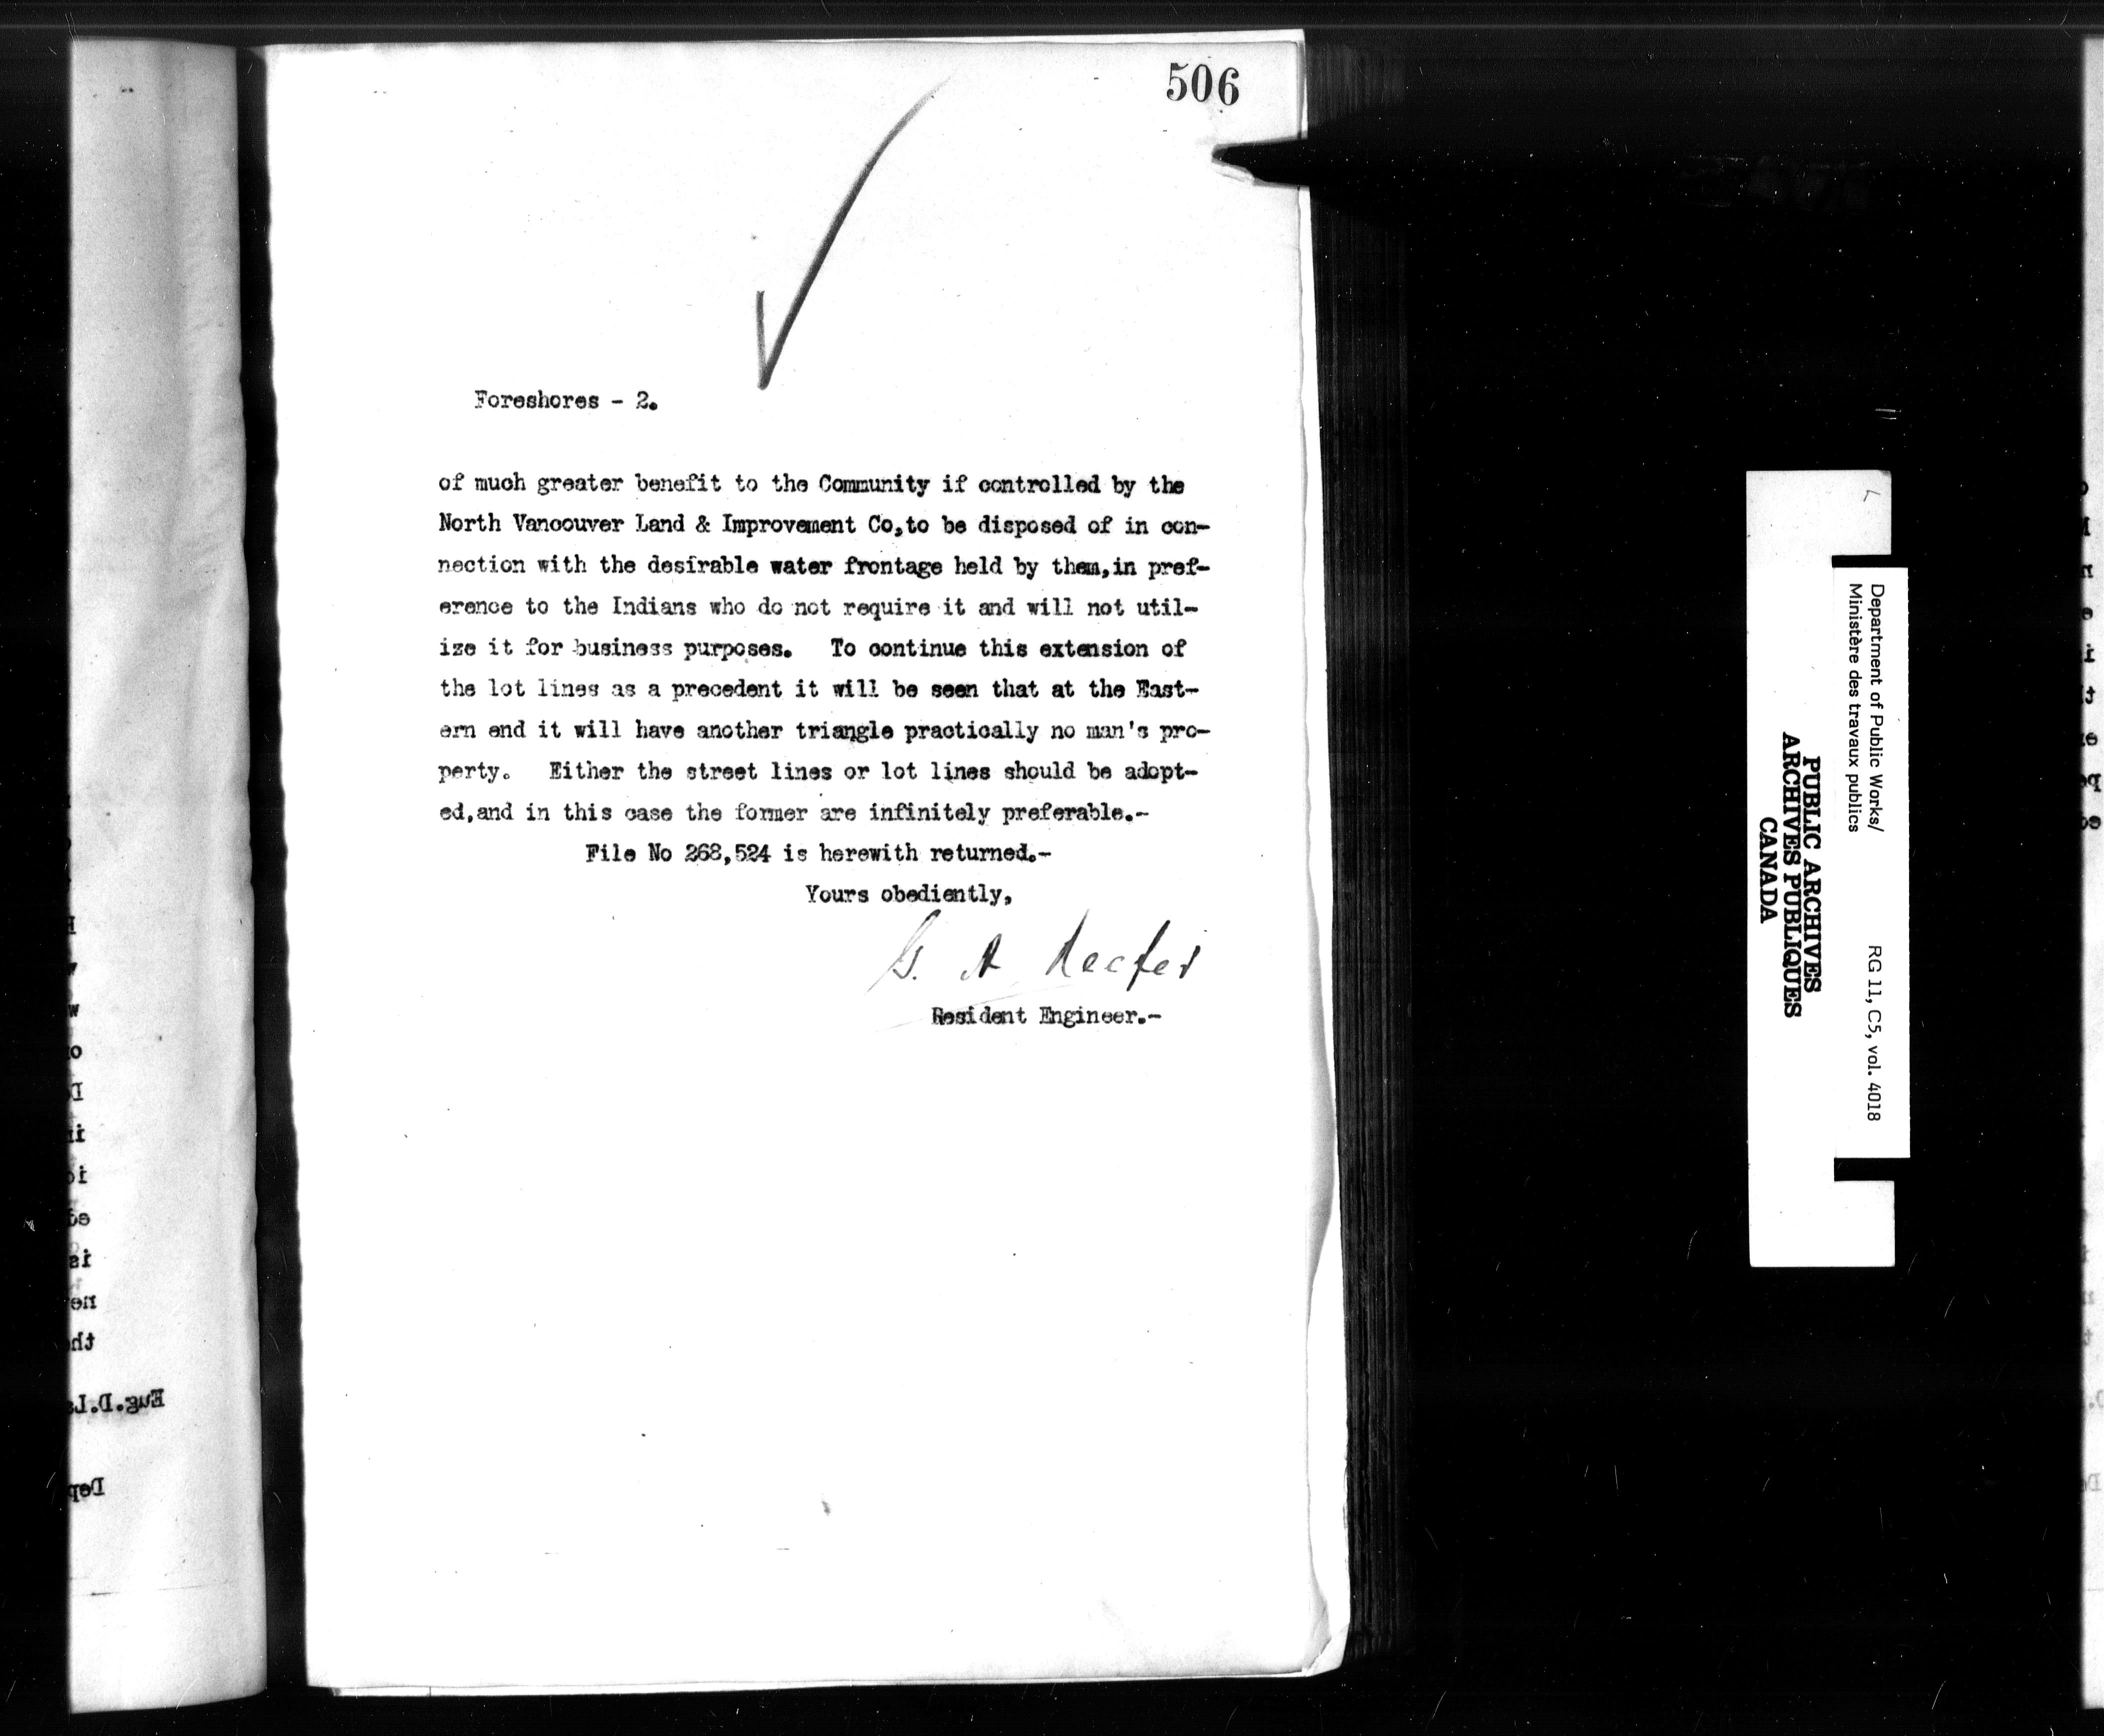 506
Foreshores - 2.
of much greater benefit to the Community if controlled by the
North Vancouver Land & Improvement Co, to be disposed of in con-
nection with the desirable water frontage held by them, in pref-
erence to the Indians who do not require it and will not util-
ize it for business purposes. To continue this extension of
the lot lines as a precedent it will be seen that at the East-
ern end it will have another triangle practically no man's pro-
perty. Either the street lines or lot lines should be adopt-
ed, and in this case the former are infinitely preferable.-
File No 268,524 is herewith returned.-
Yours obediently,
G. A. Keefer
Resident Engineer.-
Department of Public Works/
Ministère des travaux publics
RG 11, C5, vol. 4018
PUBLIC ARCHIVES
ARCHIVES PUBLIQUES
CANADA